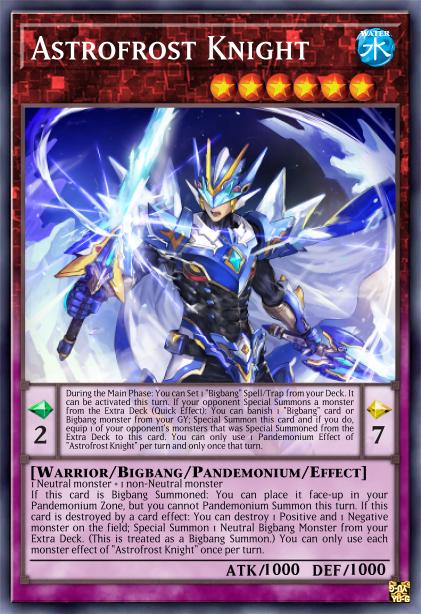 ASTROFROST KNIGHT
WATER
水
During the Main Phase: You can Set 1 "Bigbang" Spell/Trap from your Deck. It
can be activated this turn. If your opponent Special Summons a monster
from the Extra Deck (Quick Effect): You can banish 1 "Bigbang" card or
Bigbang monster from your GY; Special Summon this card and if you do,
equip 1 of your opponent's monsters that was Special Summoned from the
Extra Deck to this card. You can only use 1 Pandemonium Effect of
"Astrofrost Knight" per turn and only once that turn.
2
7
[WARRIOR/BIGBANG/PANDEMONIUM/EFFECT]
1 Neutral monster + 1 non-Neutral monster
If this card is Bigbang Summoned: You can place it face-up in your
Pandemonium Zone, but you cannot Pandemonium Summon this turn. If this
card is destroyed by a card effect: You can destroy 1 Positive and 1 Negative
monster on the field; Special Summon 1 Neutral Bigbang Monster from your
Extra Deck. (This is treated as a Bigbang Summon.) You can only use each
monster effect of "Astrofrost Knight" once per turn.
ATK/1000 DEF/1000